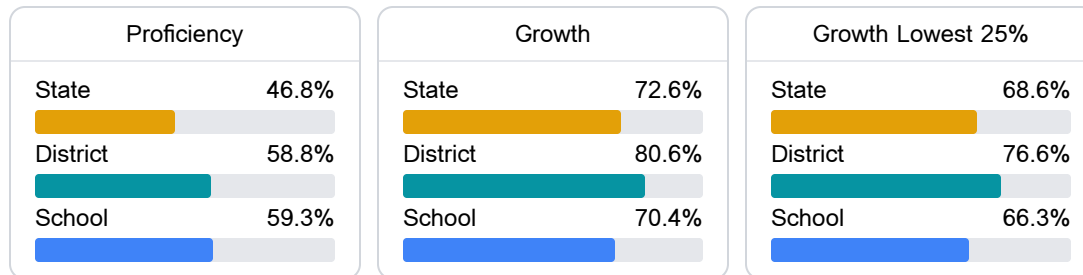 Proficiency
State 46.8%
District 58.8%
School 59.3%
Growth
State 72.6%
District 80.6%
School 70.4%
Growth Lowest 25%
State 68.6%
District 76.6%
School 66.3%